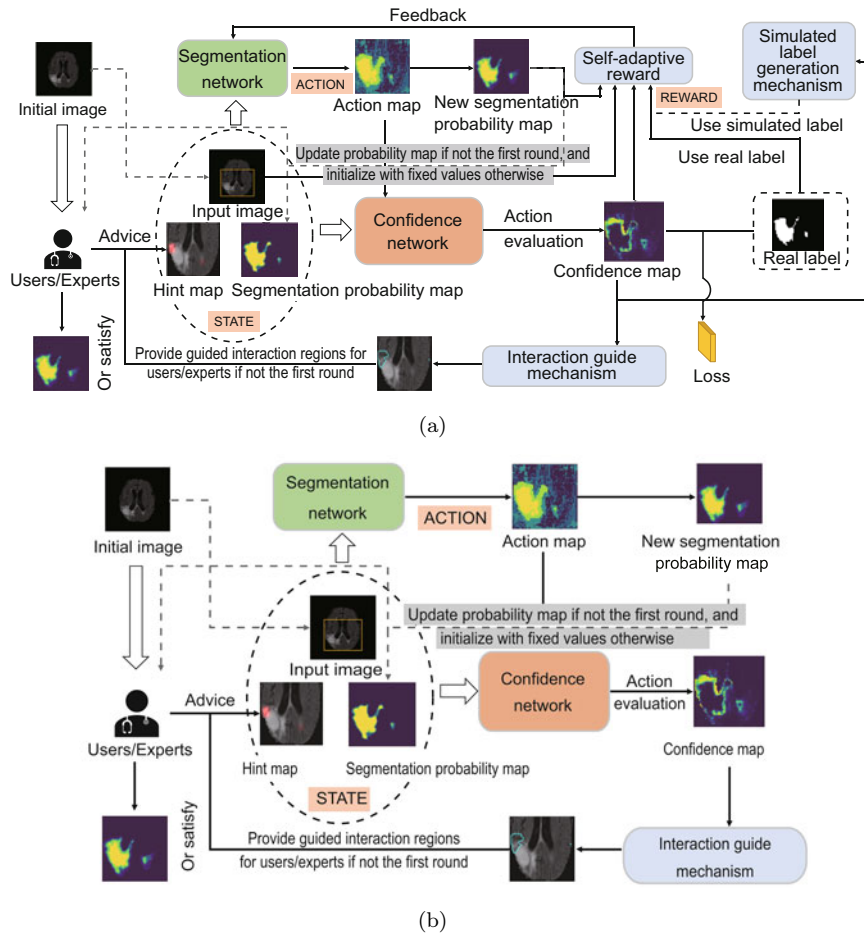 Feedback
Segmentation
network
ACTION
Initial image
Action map
New segmentation
probability map
Self-adaptive
reward
REWARD
Simulated
label
generation
mechanism
Use simulated label
Use real label
Update probability map if not the first round, and
initialize with fixed values otherwise
Input image
Confidence
network
Action
evaluation
Confidence map
Real label
Advice
Users/Experts
Hint map
Segmentation probability map
STATE
Or satisfy
Provide guided interaction regions for
users/experts if not the first round
Interaction guide
mechanism
Loss
(a)
Segmentation
network
ACTION
Initial image
Action map
New segmentation
probability map
Update probability map if not the first round, and
initialize with fixed values otherwise
Input image
Confidence
network
Action
evaluation
Advice
Users/Experts
Hint map
Segmentation probability map
Confidence map
STATE
Or satisfy
Provide guided interaction regions
for users/experts if not the first round
Interaction guide
mechanism
(b)